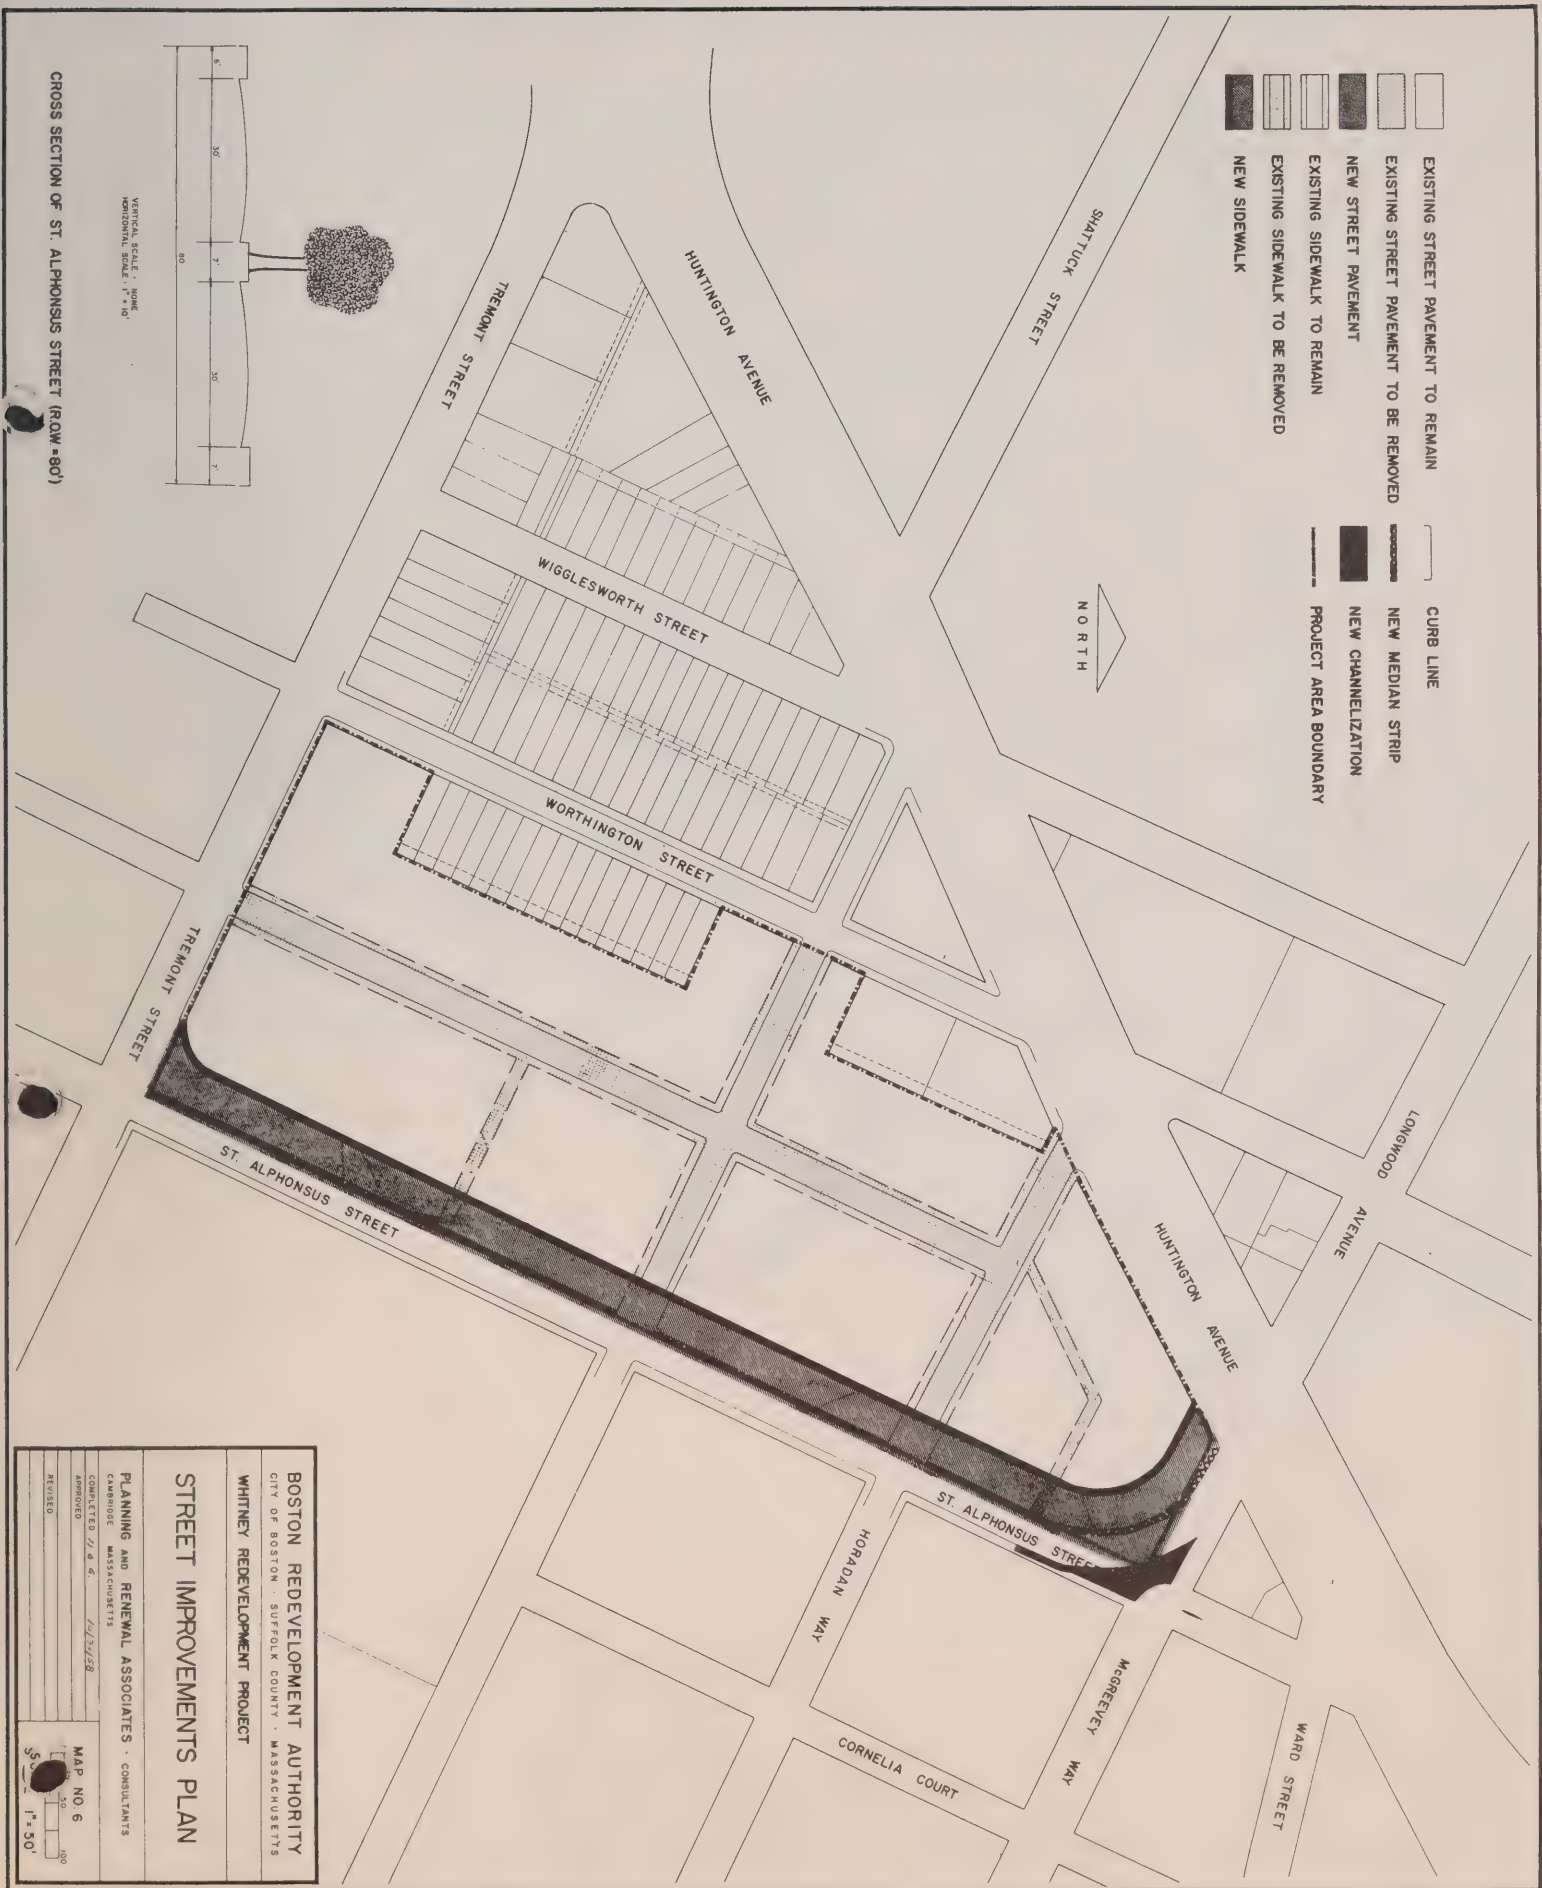 EXISTING STREET PAVEMENT TO REMAIN
EXISTING STREET PAVEMENT TO BE REMOVED
NEW STREET PAVEMENT
EXISTING SIDEWALK TO REMAIN
EXISTING SIDEWALK TO BE REMOVED
NEW SIDEWALK
CURB LINE
NEW MEDIAN STRIP
NEW CHANNELIZATION
PROJECT AREA BOUNDARY
NORTH
SHATTUCK STREET
HUNTINGTON AVENUE
TREMONT STREET
WIGGLESWORTH STREET
WORTHINGTON STREET
LONGWOOD AVENUE
HUNTINGTON AVENUE
TREMONT STREET
ST. ALPHONSUS STREET
ST. ALPHONSUS STREET
HORADAN WAY
McGREEVEY WAY
WARD STREET
CORNELIA COURT
6'
30'
7'
30'
7'
80
VERTICAL SCALE : NONE
HORIZONTAL SCALE : 1" = 10'
CROSS SECTION OF ST. ALPHONSUS STREET (R.O.W. = 80')
BOSTON REDEVELOPMENT AUTHORITY
CITY OF BOSTON · SUFFOLK COUNTY · MASSACHUSETTS
WHITNEY REDEVELOPMENT PROJECT
STREET IMPROVEMENTS PLAN
PLANNING AND RENEWAL ASSOCIATES · CONSULTANTS
CAMBRIDGE MASSACHUSETTS
COMPLETED
APPROVED
REVISED
MAP NO. 6
50 100
1" = 50'